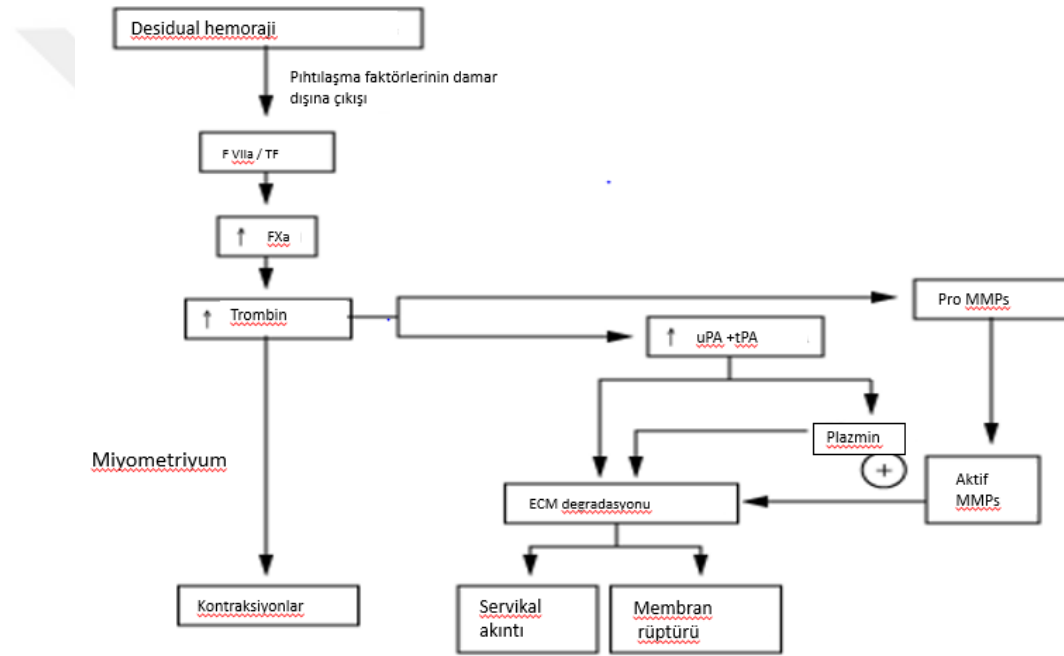 Desidual hemoraji
Pıhtılaşma faktörlerinin damar
dışına çıkışı
F VIIa / TF
↑ FXa
↑ Trombin
Pro MMPs
↑ uPA +tPA
Plazmin
+
Miyometrivum
Aktif
MMPs
ECM degradasyonu
Kontraksiyonlar
Servikal
akıntı
Membran
rüptürü